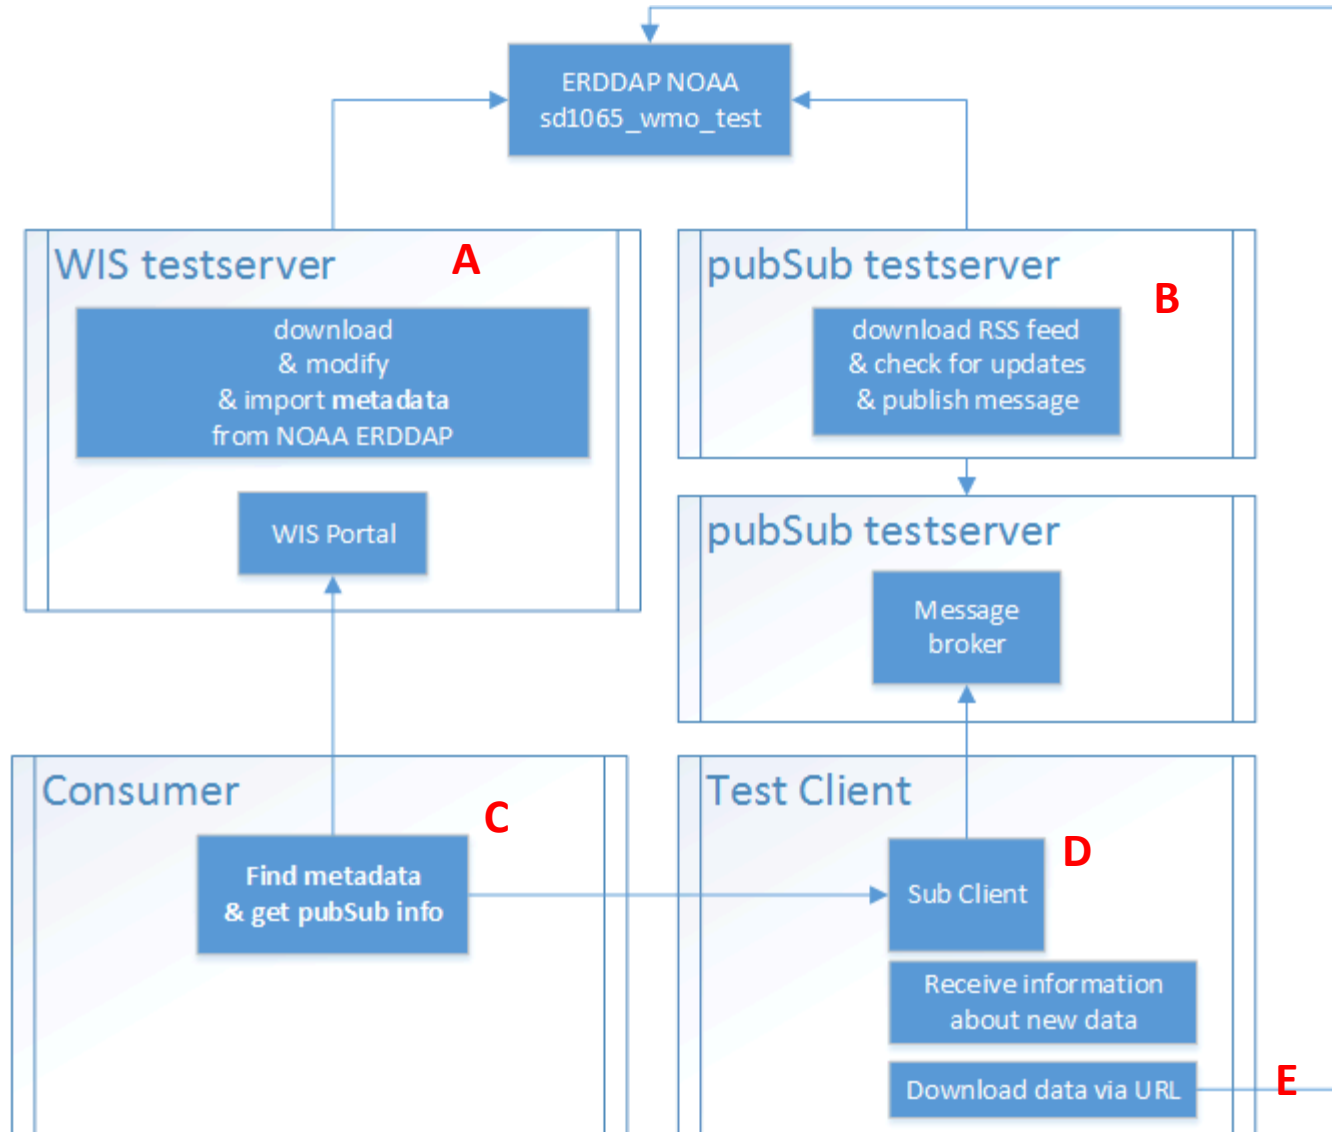 ERDDAP NOAA
sd1065_wmo_test
WIS testserver
A
download
& modify
& import metadata
from NOAA ERDDAP
WIS Portal
pubSub testserver
B
download RSS feed
& check for updates
& publish message
pubSub testserver
Message
broker
Consumer
C
Find metadata
& get pubSub info
Test Client
D
Sub Client
Receive information
about new data
Download data via URL
E